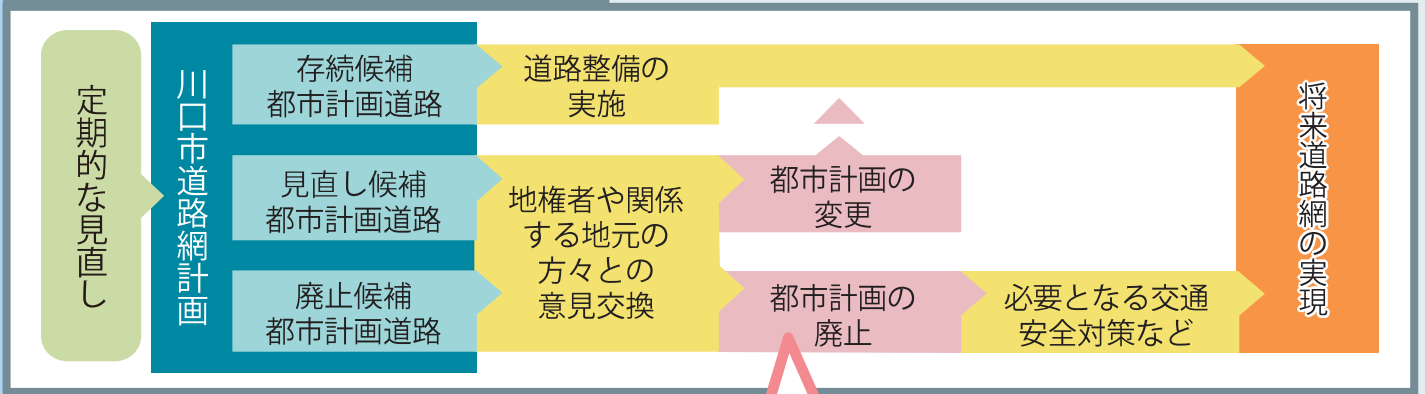 定期的な見直し
川口市道路網計画
存続候補
都市計画道路
道路整備の
実施
見直し候補
都市計画道路
地権者や関係
する地元の
方々との
意見交換
都市計画の
変更
廃止候補
都市計画道路
都市計画の
廃止
必要となる交通
安全対策など
将来道路網の実現